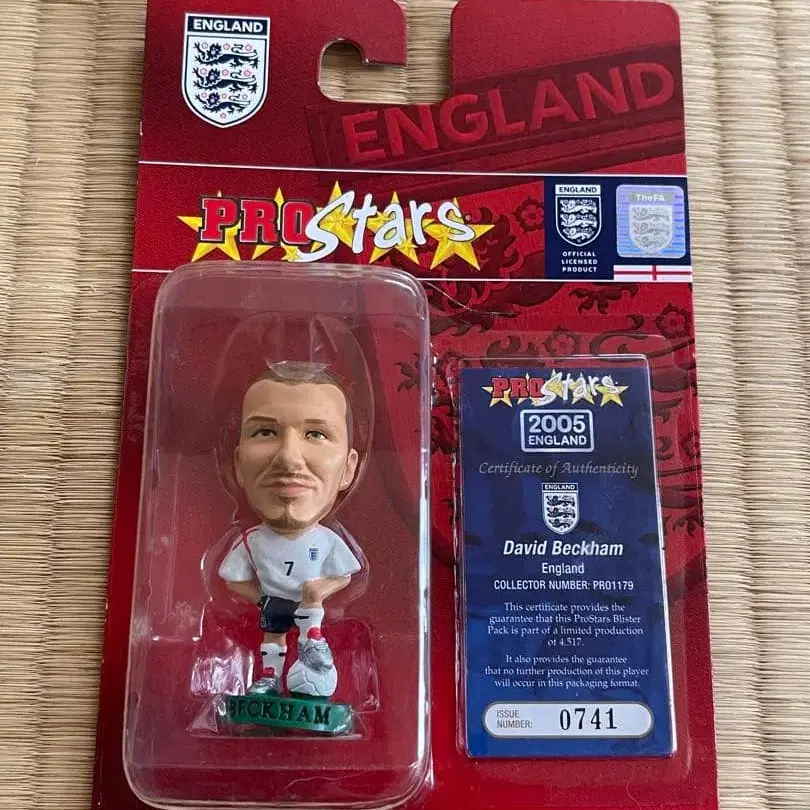 ENGLAND
ENGLAND
PROStars
ENGLAND
OFFICIAL
LICENSED
PRODUCT
TheFA
PROStars
2005
ENGLAND
Certificate of Authenticity
ENGLAND
David Beckham
England
COLLECTOR NUMBER: PRO1179
This certificate provides the
guarantee that this ProStars Blister
Pack is part of a limited production
of 4,517.
It also provides the guarantee
that no further production of this player
will occur in this packaging format.
ISSUE
NUMBER: 0741
7
BECKHAM